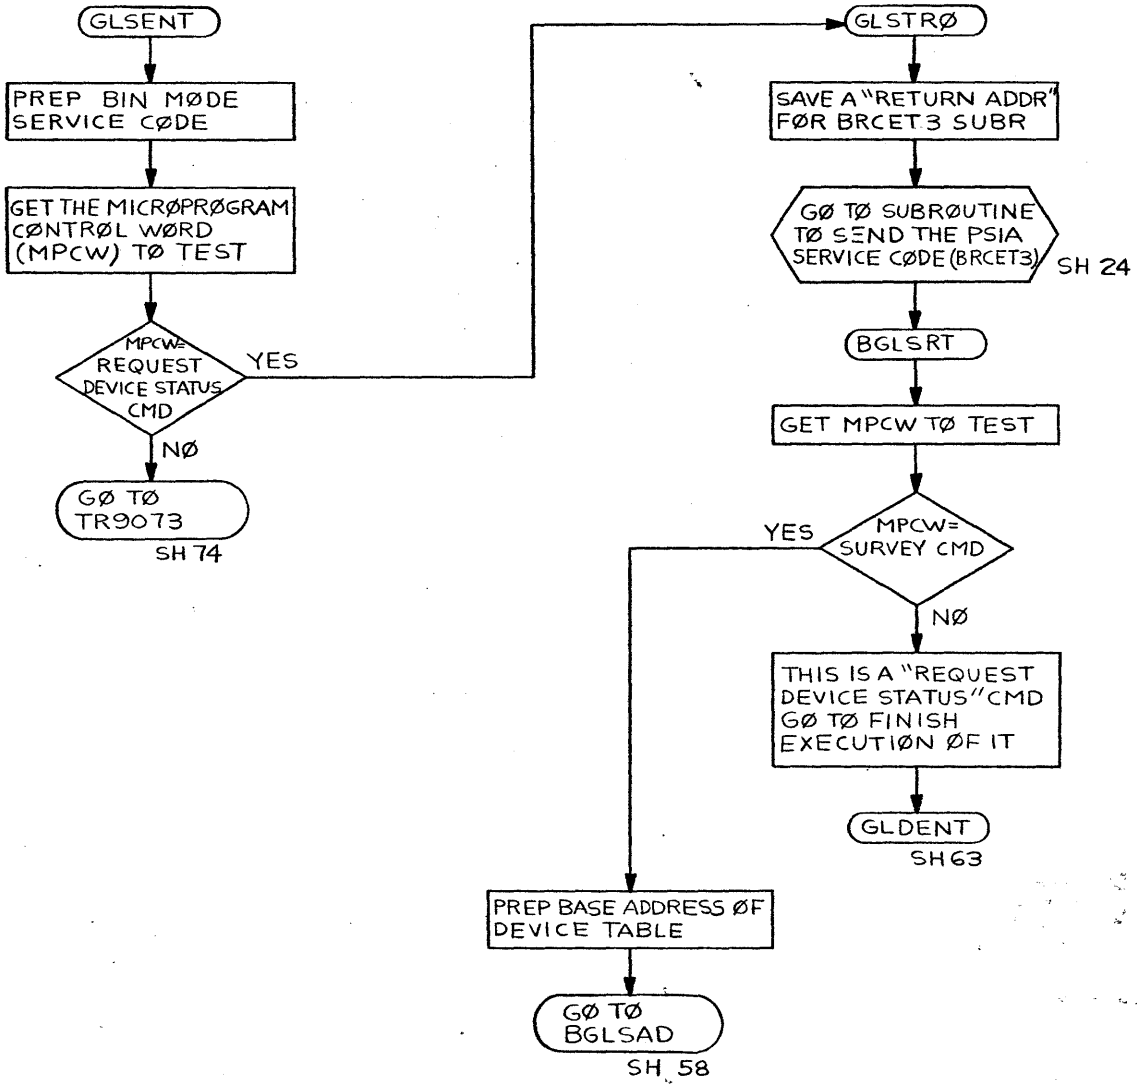 GLSENT
PREP BIN MØDE
SERVICE CØDE
GET THE MICRØPRØGRAM
CØNTRØL WØRD
(MPCW) TØ TEST
MPCW=
REQUEST
DEVICE STATUS
CMD
YES
NØ
GØ TØ
TR9073
SH 74
GLSTRØ
SAVE A "RETURN ADDR"
FØR BRCET3 SUBR
GØ TØ SUBRØUTINE
TØ SEND THE PSIA
SERVICE CØDE (BRCET3)
SH 24
BGLSRT
GET MPCW TØ TEST
MPCW=
SURVEY CMD
YES
NØ
THIS IS A "REQUEST
DEVICE STATUS" CMD
GØ TØ FINISH
EXECUTIØN ØF IT
GLDENT
SH 63
PREP BASE ADDRESS ØF
DEVICE TABLE
GØ TØ
BGLSAD
SH 58